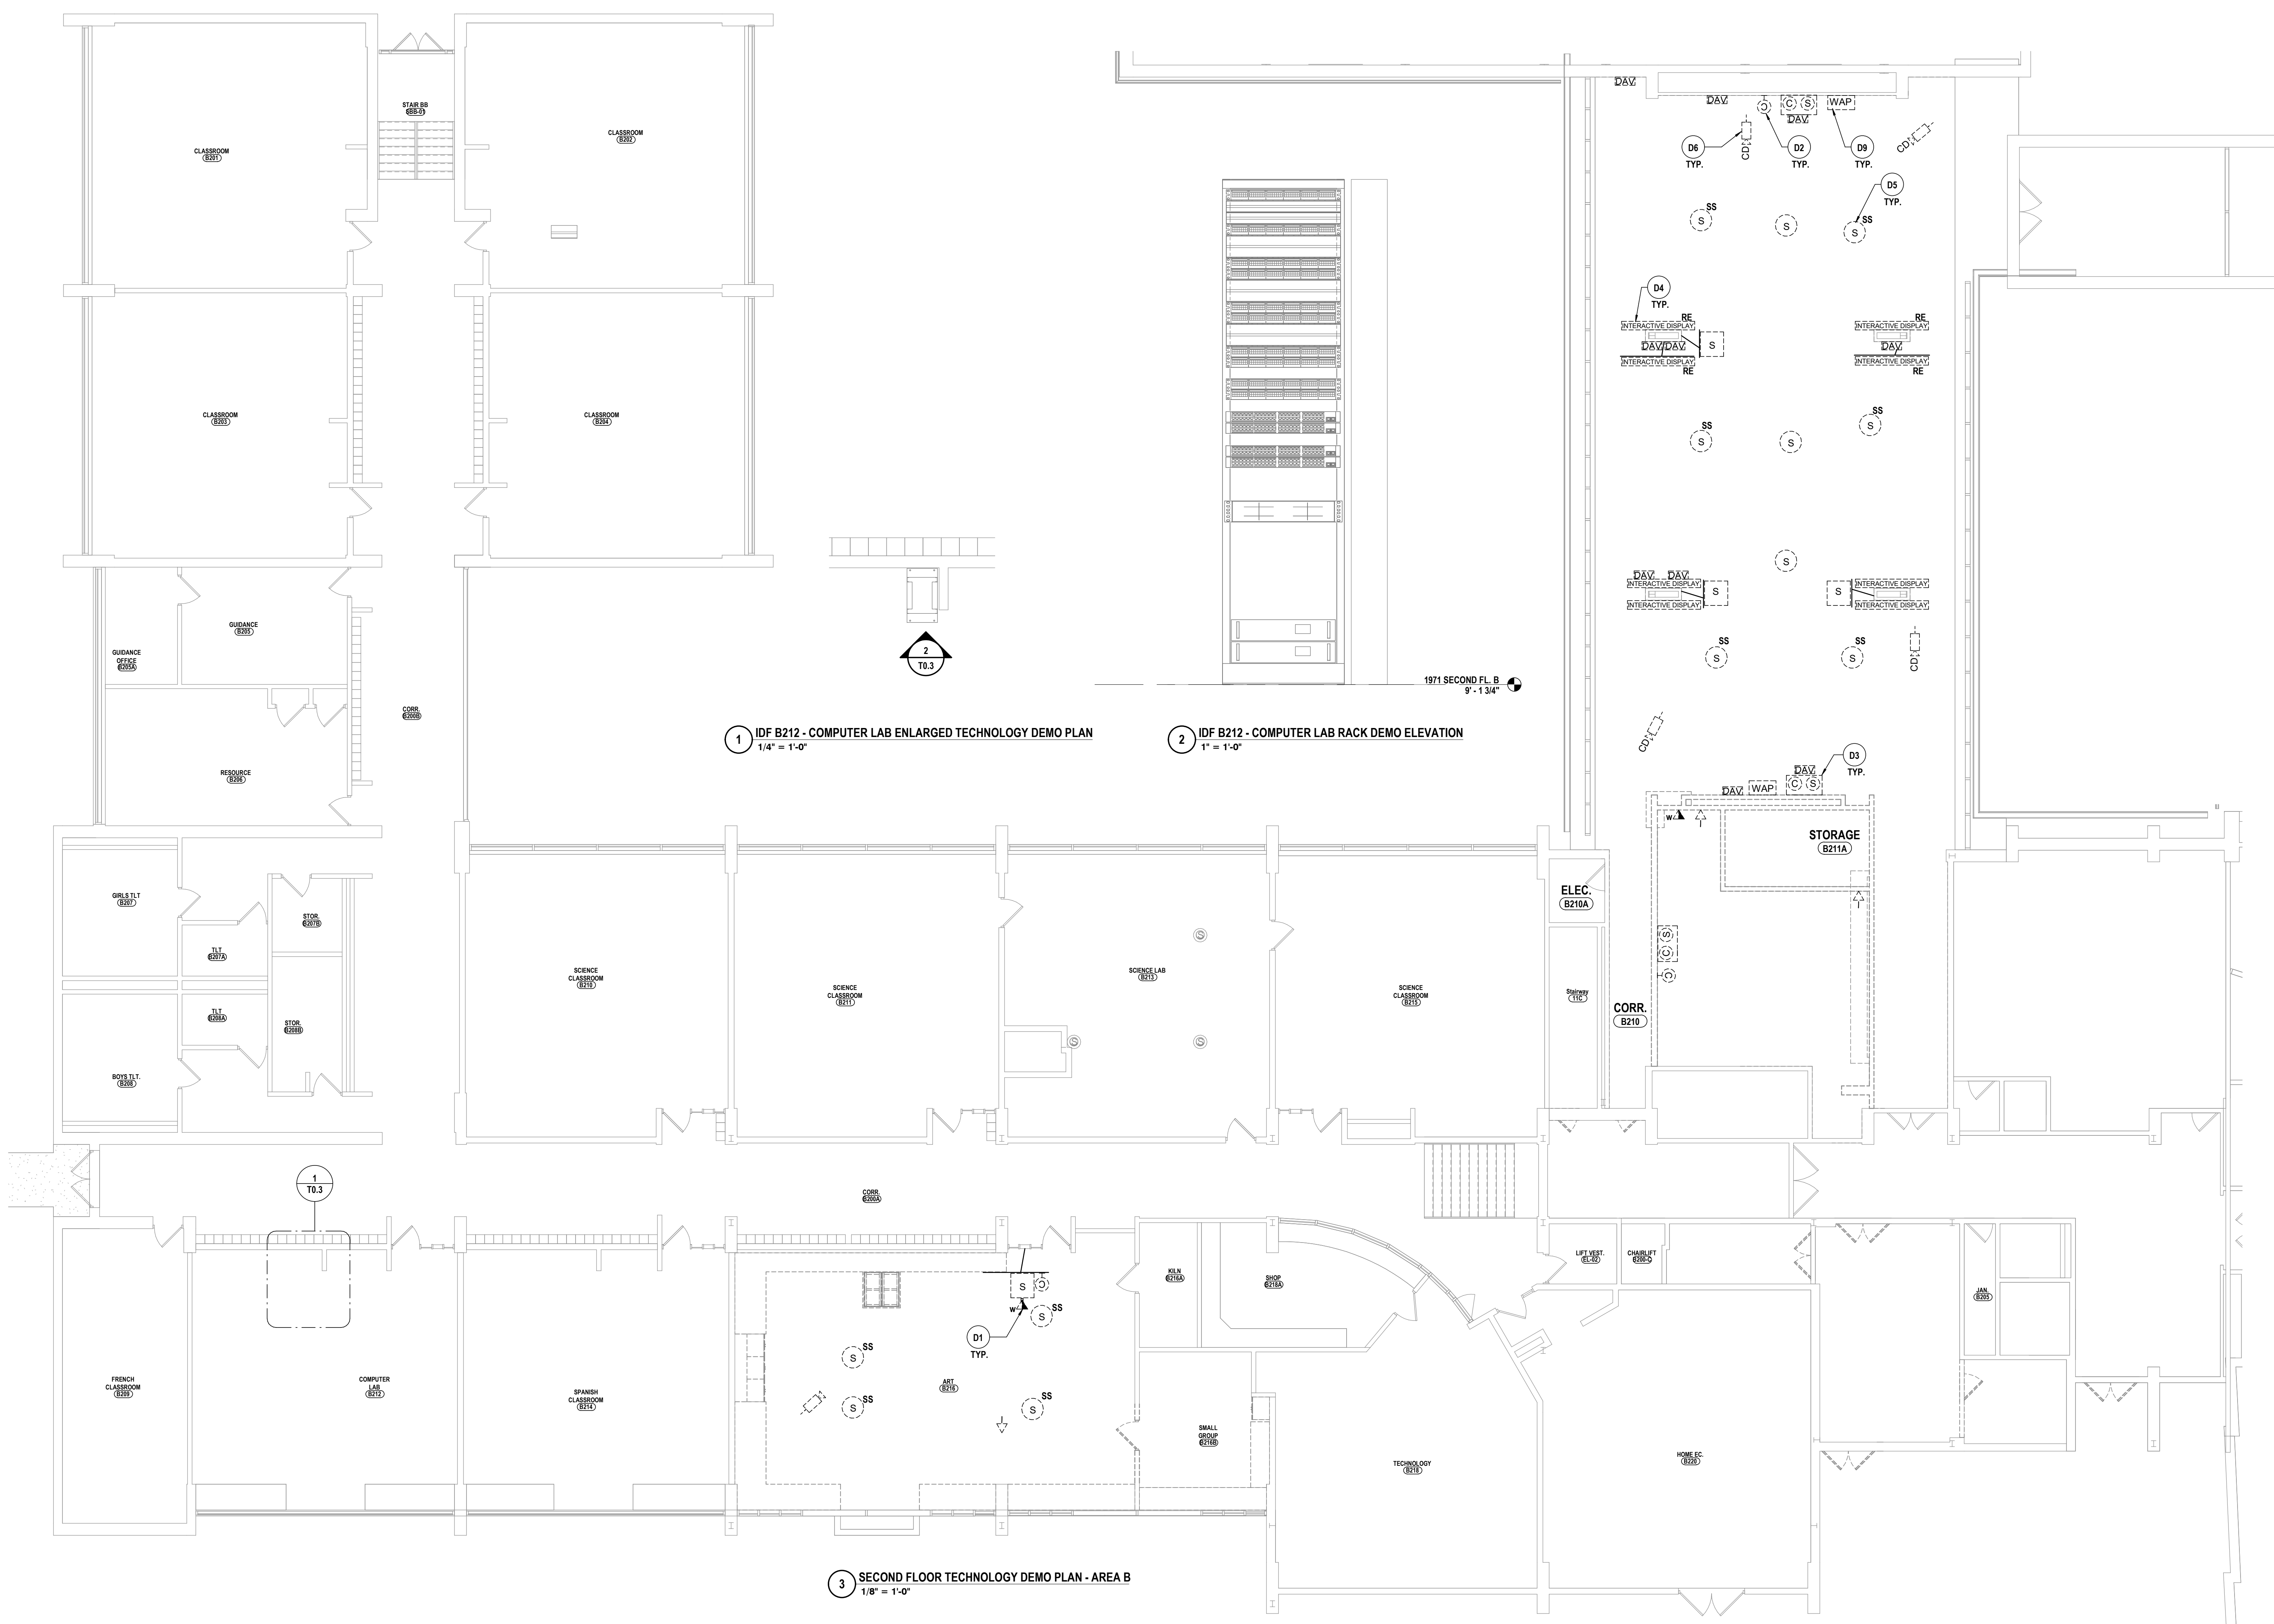 STAIR BB
SBB-01
CLASSROOM
B201
CLASSROOM
B202
CLASSROOM
B203
CLASSROOM
B204
GUIDANCE
OFFICE
B205A
GUIDANCE
B205
CORR.
B200B
RESOURCE
B206
GIRLS TLT
B207
TLT
B207A
STOR.
B207B
TLT
B208A
STOR.
B208B
BOYS TLT.
B208
2
T0.3
1971 SECOND FL. B
9' - 1 3/4"
1
IDF B212 - COMPUTER LAB ENLARGED TECHNOLOGY DEMO PLAN
1/4" = 1'-0"
2
IDF B212 - COMPUTER LAB RACK DEMO ELEVATION
1" = 1'-0"
DAV
DAV
C
C
S
WAP
DAV
CD
CD
D6
TYP.
D2
TYP.
D9
TYP.
D5
TYP.
S
SS
S
S
SS
D4
TYP.
RE
INTERACTIVE DISPLAY
DAV
DAV
S
INTERACTIVE DISPLAY
RE
RE
INTERACTIVE DISPLAY
DAV
INTERACTIVE DISPLAY
RE
SS
S
S
SS
S
S
DAV
DAV
INTERACTIVE DISPLAY
S
INTERACTIVE DISPLAY
S
INTERACTIVE DISPLAY
INTERACTIVE DISPLAY
SS
S
SS
S
CD
CD
D3
TYP.
DAV
DAV
WAP
C
S
W
STORAGE
B211A
S
C
C
ELEC.
B210A
Stairway
11C
CORR.
B210
SCIENCE
CLASSROOM
B210
SCIENCE
CLASSROOM
B211
SCIENCE LAB
B213
S
S
S
SCIENCE
CLASSROOM
B215
1
T0.3
CORR.
B200A
FRENCH
CLASSROOM
B209
COMPUTER
LAB
B212
SPANISH
CLASSROOM
B214
S
C
W
D1
TYP.
S
SS
S
SS
S
SS
S
SS
ART
B216
KILN
B216A
SHOP
B218A
SMALL
GROUP
B216B
TECHNOLOGY
B218
LIFT VEST.
EL-02
CHAIRLIFT
B200-C
HOME EC.
B220
JAN.
B205
3
SECOND FLOOR TECHNOLOGY DEMO PLAN - AREA B
1/8" = 1'-0"